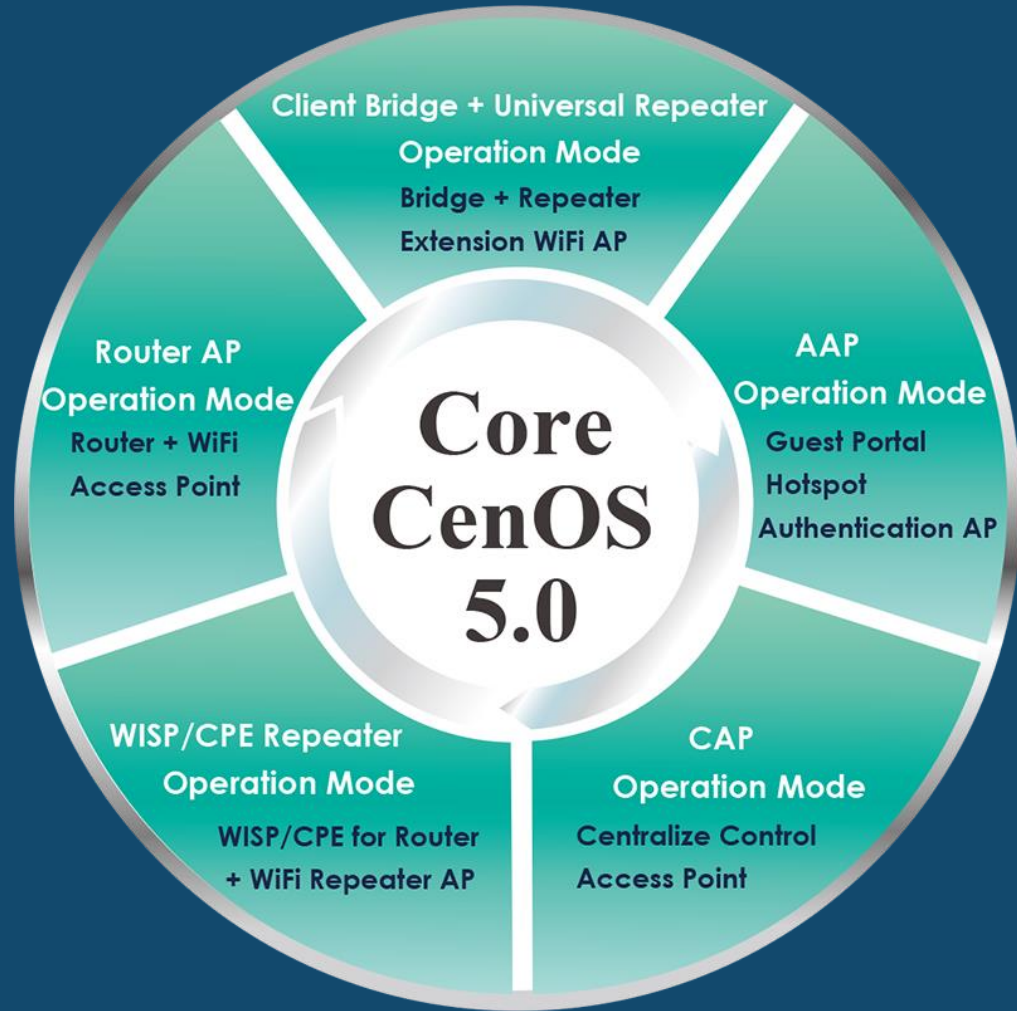 Client Bridge + Universal Repeater
Operation Mode
Bridge + Repeater
Extension WiFi AP
Router AP
Operation Mode
Router + WiFi
Access Point
Core
CenOS
5.0
AAP
Operation Mode
Guest Portal
Hotspot
Authentication AP
WISP/CPE Repeater
Operation Mode
WISP/CPE for Router
+ WiFi Repeater AP
CAP
Operation Mode
Centralize Control
Access Point